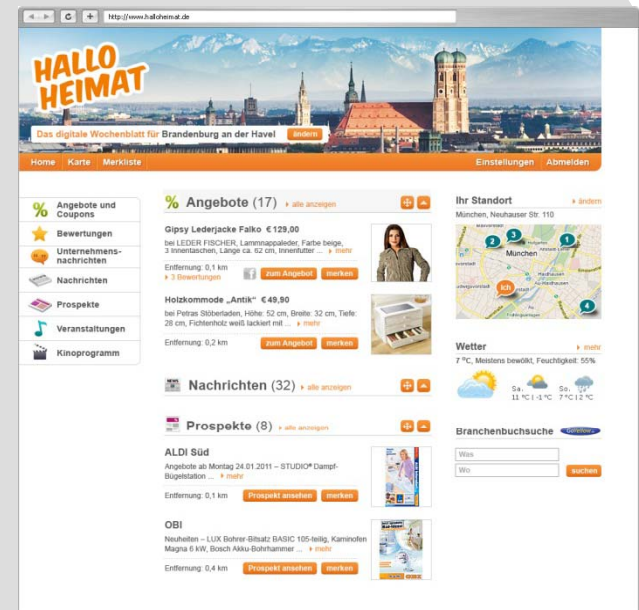 http://www.halloheimat.de
HALLO
HEIMAT
Das digitale Wochenblatt für Brandenburg an der Havel ändern
Home Karte Merkliste
Einstellungen Abmelden
Angebote und
Coupons
Bewertungen
Unternehmens-
nachrichten
Nachrichten
Prospekte
Veranstaltungen
Kinoprogramm
% Angebote (17) alle anzeigen
Gipsy Lederjacke Falko €129,00
bei LEDER FISCHER, Lammnappaleder, Farbe beige,
3 Innentaschen, Länge ca. 62 cm, Innenfutter ... mehr
Entfernung: 0,1 km
3 Bewertungen
zum Angebot merken
Holzkommode „Antik“ €49,90
bei Petras Stöberladen, Höhe: 52 cm, Breite: 32 cm, Tiefe:
28 cm, Fichtenholz weiß lackiert mit ... mehr
Entfernung: 0,2 km zum Angebot merken
Nachrichten (32) alle anzeigen
Prospekte (8) alle anzeigen
ALDI Süd
Angebote ab Montag 24.01.2011 – STUDIO® Dampf-
Bügelstation ... mehr
Entfernung: 0,1 km Prospekt ansehen merken
OBI
Neuheiten – LUX Bohrer-Bitsatz BASIC 105-teilig, Kaminofen
Magna 6 kW, Bosch Akku-Bohrhammer ... mehr
Entfernung: 0,4 km Prospekt ansehen merken
Ihr Standort ändern
München, Neuhauser Str. 110
2
3
1
München
Ich
4
Wetter mehr
7 °C, Meistens bewölkt, Feuchtigkeit: 55%
Sa.
11 °C | -1 °C
So.
7 °C | 2 °C
Branchenbuchsuche GoYellow
Was
Wo
suchen